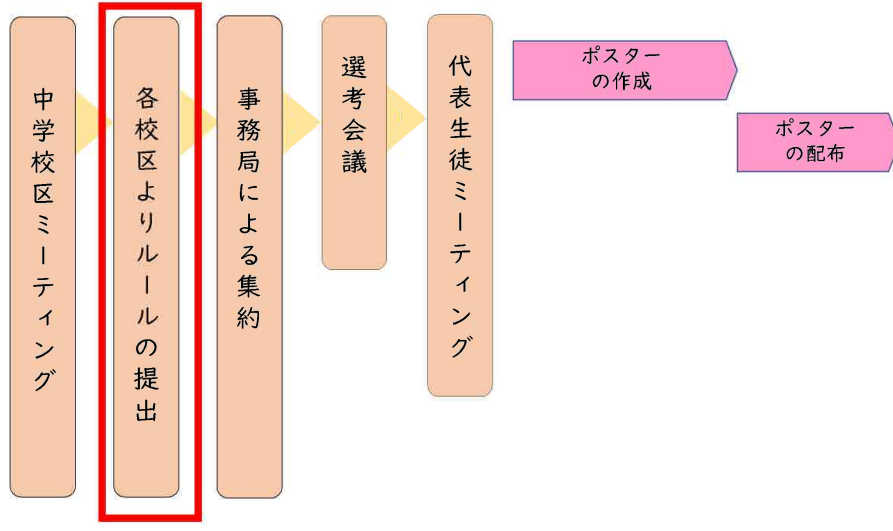 中学校区ミーティング
各校区よりルールの提出
事務局による集約
選考会議
代表生徒ミーティング
ポスター
の作成
ポスター
の配布